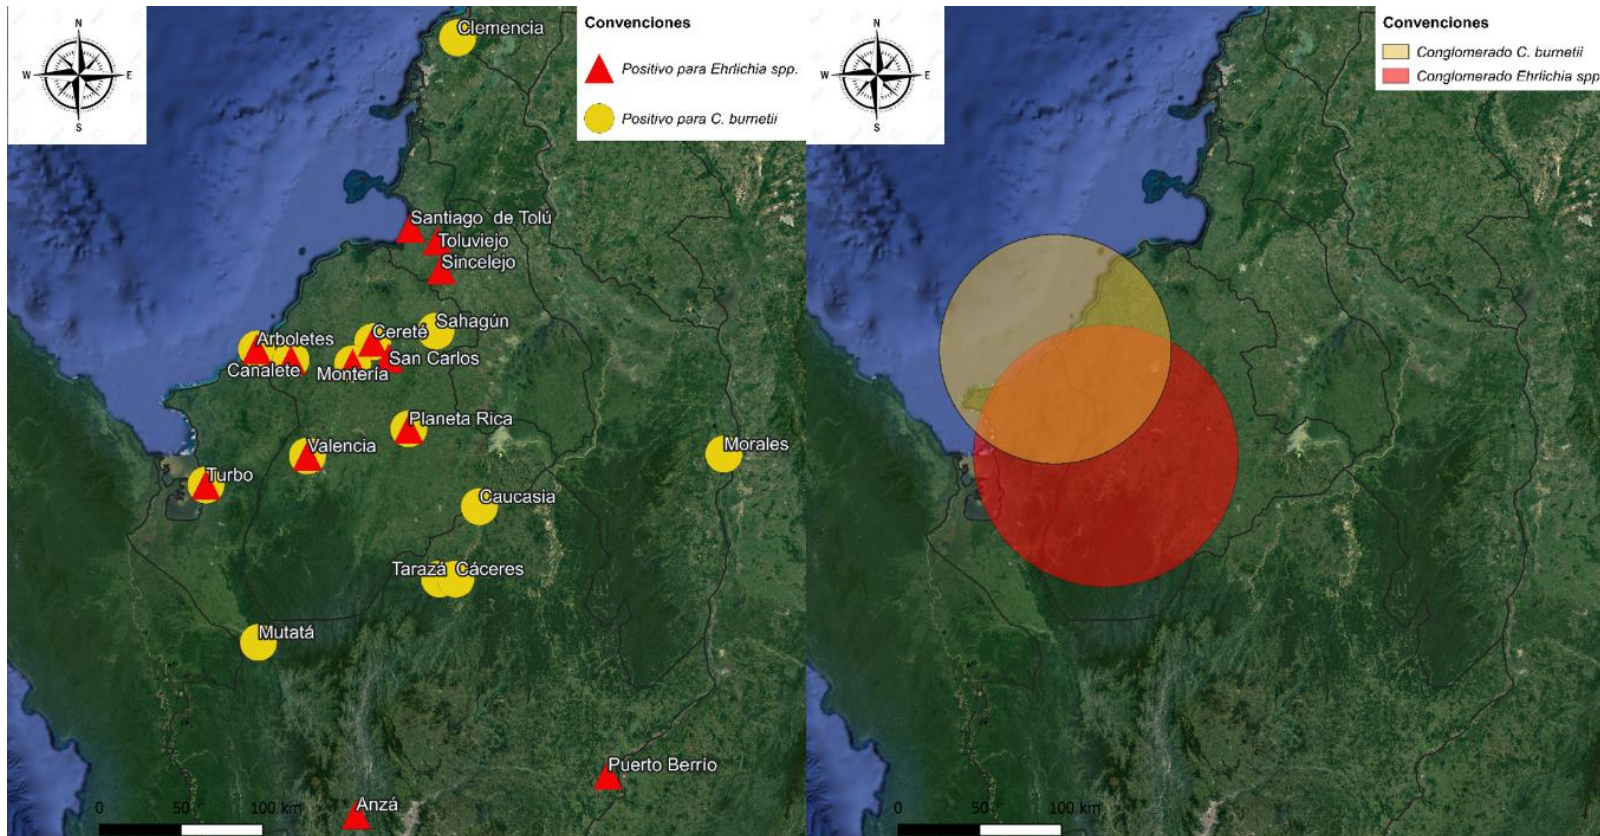 N
W
E
S
Convenciones
Positivo para Ehrlichia spp.
Positivo para C. burnetii
Clemencia
Santiago de Tolú
Toluviejo
Sincelejo
Sahagún
Cereté
Arboletes
San Carlos
Canalete
Montería
Planeta Rica
Valencia
Morales
Turbo
Caucasia
Tarazá
Cáceres
Mutatá
Puerto Berrío
Anzá
0
50
100 km
N
W
E
S
Convenciones
Conglomerado C. burnetii
Conglomerado Ehrlichia spp
0
50
100 km